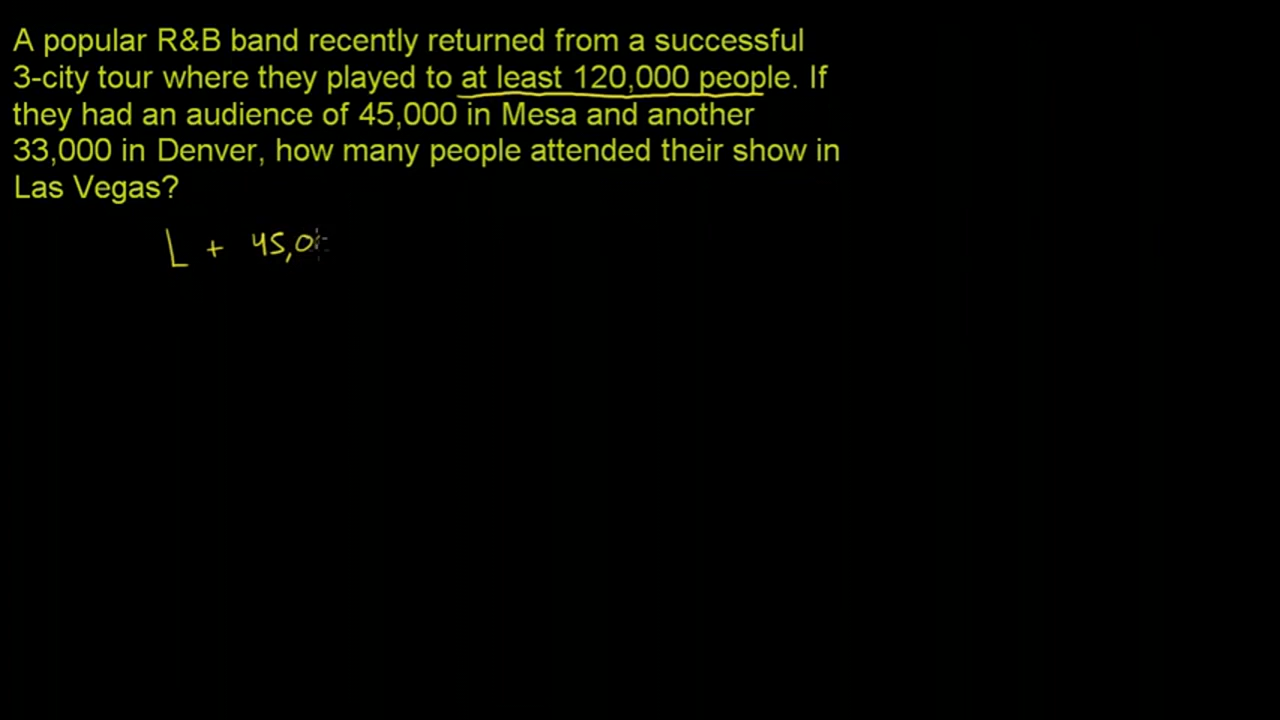 A popular R&B band recently returned from a successful
3-city tour where they played to at least 120,000 people. If
they had an audience of 45,000 in Mesa and another
33,000 in Denver, how many people attended their show in
Las Vegas?
L + 45,0